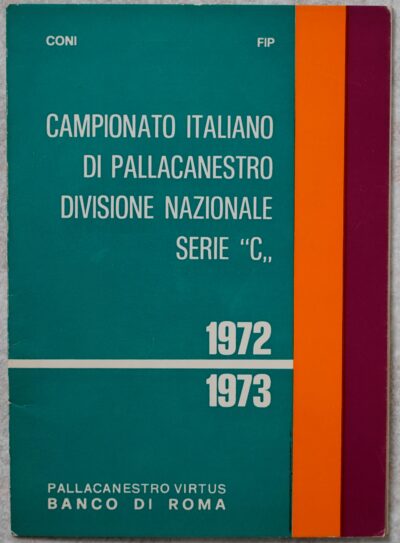 CONI FIP
CAMPIONATO ITALIANO
DI PALLACANESTRO
DIVISIONE NAZIONALE
SERIE “C„
1972
1973
PALLACANESTRO VIRTUS
BANCO DI ROMA